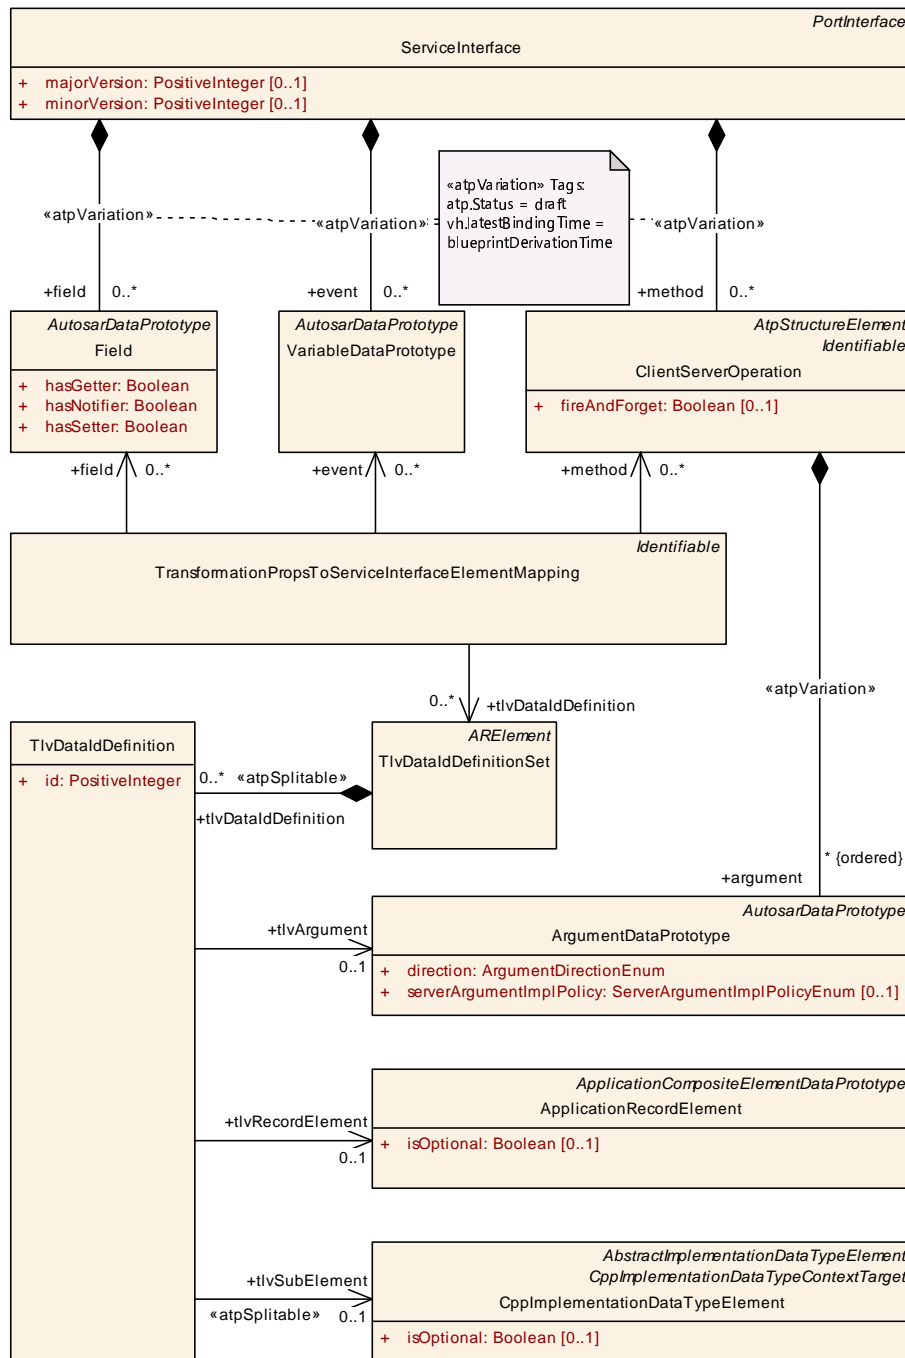 PortInterface
ServiceInterface
+ majorVersion: PositiveInteger [0..1]
+ minorVersion: PositiveInteger [0..1]
«atpVariation» Tags:
atp.Status = draft
vh.latestBindingTime =
blueprintDerivationTime
«atpVariation»
«atpVariation»
«atpVariation»
+field 0..*
+event 0..*
+method 0..*
AutosarDataPrototype
Field
+ hasGetter: Boolean
+ hasNotifier: Boolean
+ hasSetter: Boolean
AutosarDataPrototype
VariableDataPrototype
AtpStructureElement
Identifiable
ClientServerOperation
+ fireAndForget: Boolean [0..1]
+field 0..*
+event 0..*
+method 0..*
Identifiable
TransformationPropsToServiceInterfaceElementMapping
«atpVariation»
0..* +tlvDataIdDefinition
TlvDataIdDefinition
+ id: PositiveInteger
0..* «atpSplitable»
+tlvDataIdDefinition
ARElement
TlvDataIdDefinitionSet
* {ordered}
+argument
+tlvArgument
0..1
AutosarDataPrototype
ArgumentDataPrototype
+ direction: ArgumentDirectionEnum
+ serverArgumentImplPolicy: ServerArgumentImplPolicyEnum [0..1]
+tlvRecordElement
0..1
ApplicationCompositeElementDataPrototype
ApplicationRecordElement
+ isOptional: Boolean [0..1]
+tlvSubElement
«atpSplitable» 0..1
AbstractImplementationDataTypeElement
CppImplementationDataTypeContextTarget
CppImplementationDataTypeElement
+ isOptional: Boolean [0..1]